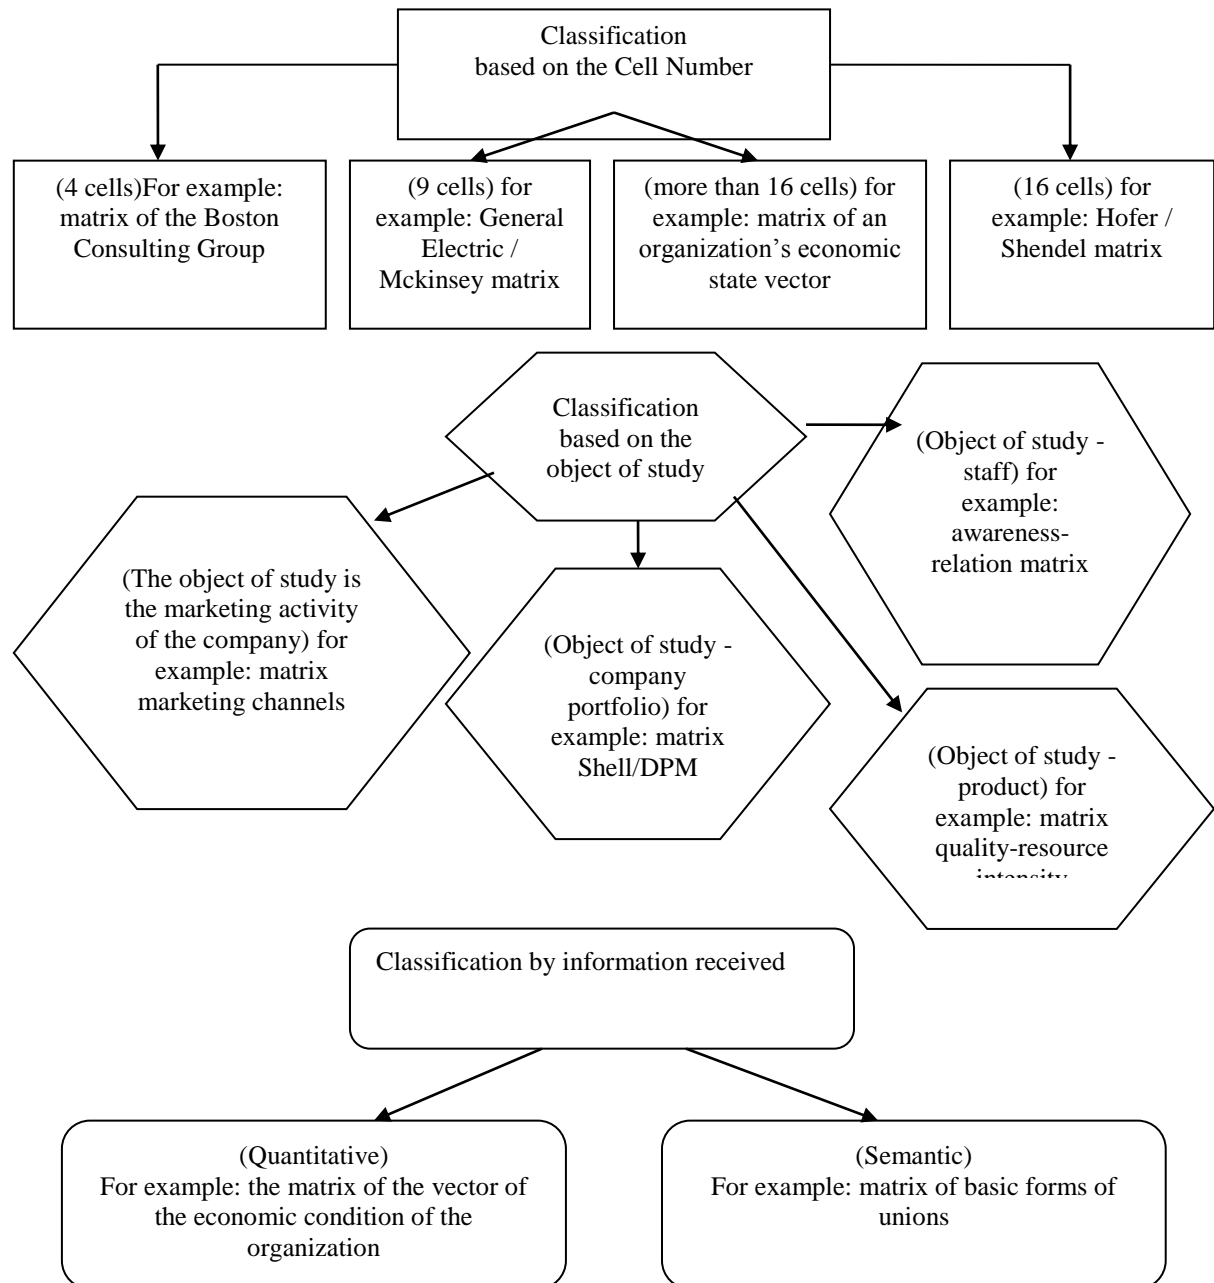 Classification
based on the Cell Number
(4 cells)For example:
matrix of the Boston
Consulting Group
(9 cells) for
example: General
Electric /
Mckinsey matrix
(more than 16 cells) for
example: matrix of an
organization’s economic
state vector
(16 cells) for
example: Hofer /
Shendel matrix
Classification
based on the
object of study
(Object of study -
staff) for
example:
awareness-
relation matrix
(The object of study is
the marketing activity
of the company) for
example: matrix
marketing channels
(Object of study -
company
portfolio) for
example: matrix
Shell/DPM
(Object of study -
product) for
example: matrix
quality-resource
intensity
Classification by information received
(Quantitative)
For example: the matrix of the vector of
the economic condition of the
organization
(Semantic)
For example: matrix of basic forms of
unions